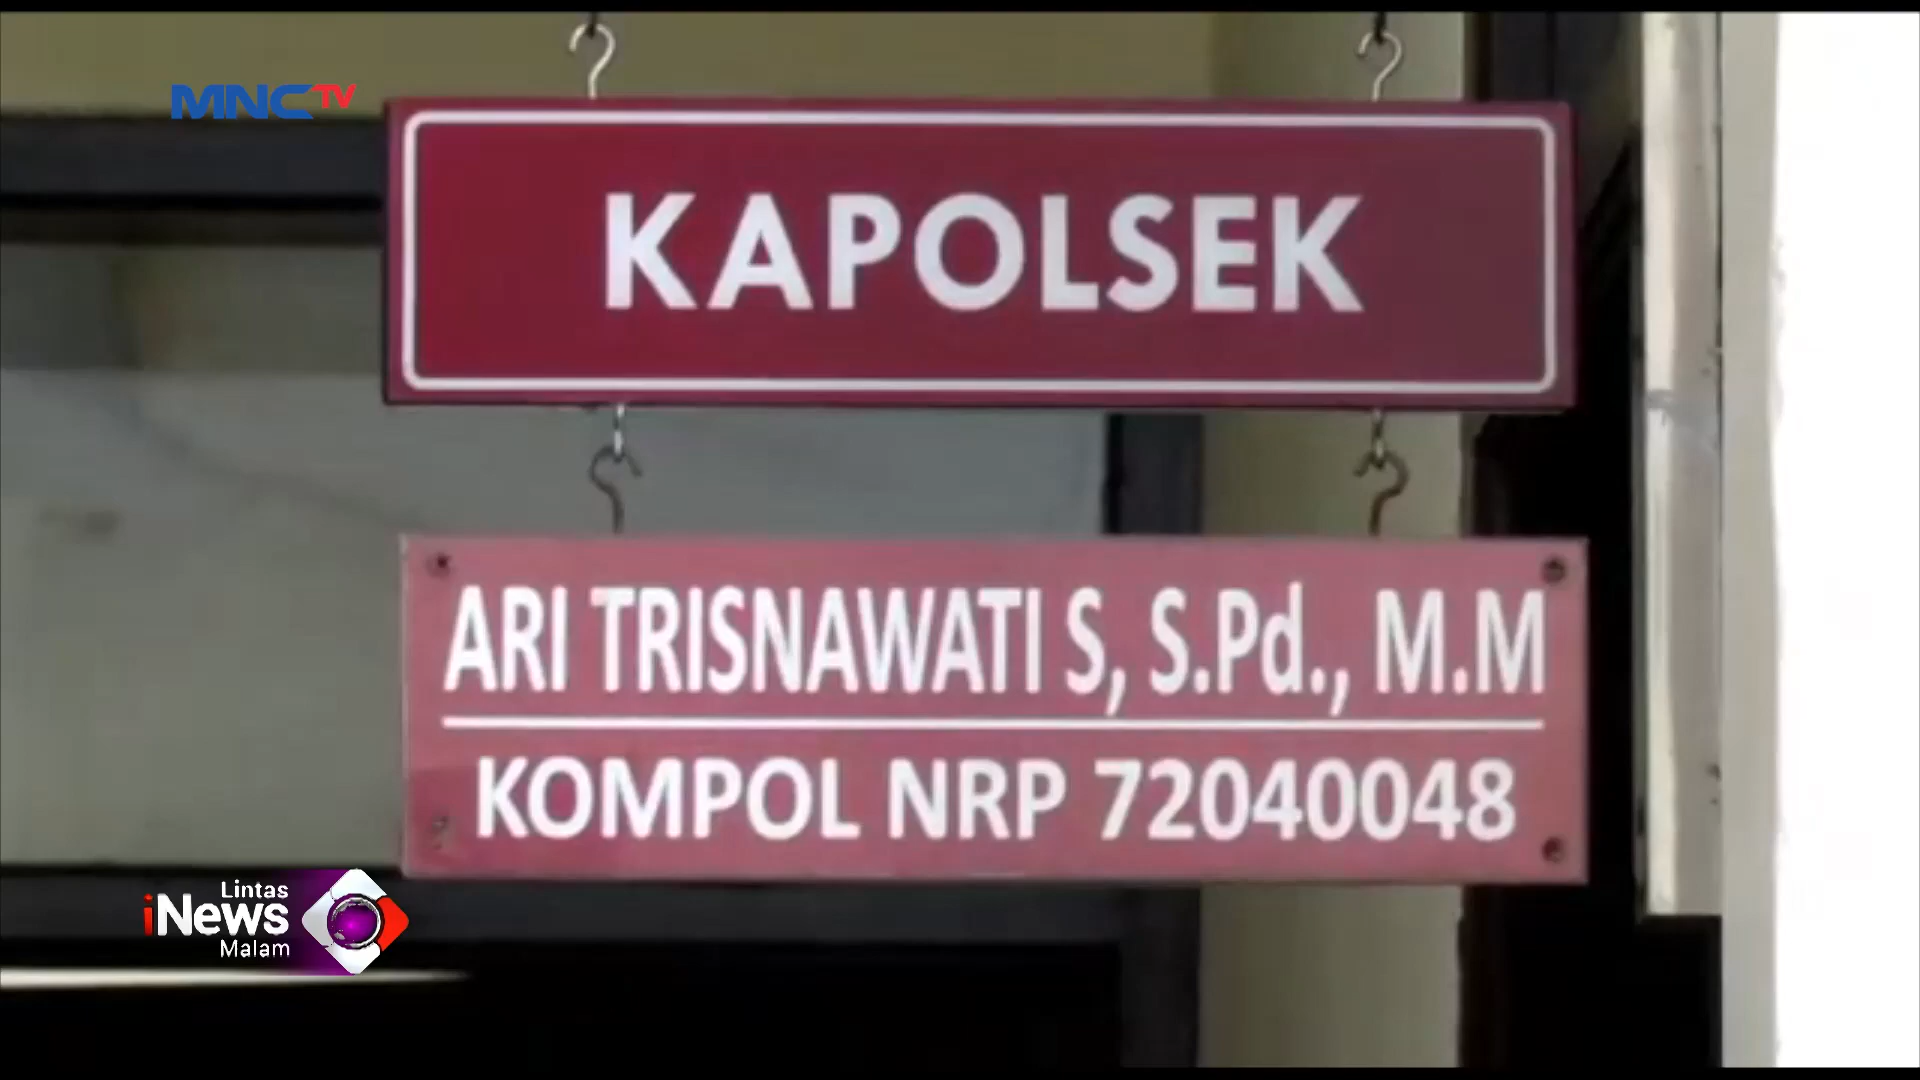 MNCTV
KAPOLSEK
ARI TRISNAWATI S, S.Pd., M.M
KOMPOL NRP 72040048
Lintas
iNews
Malam